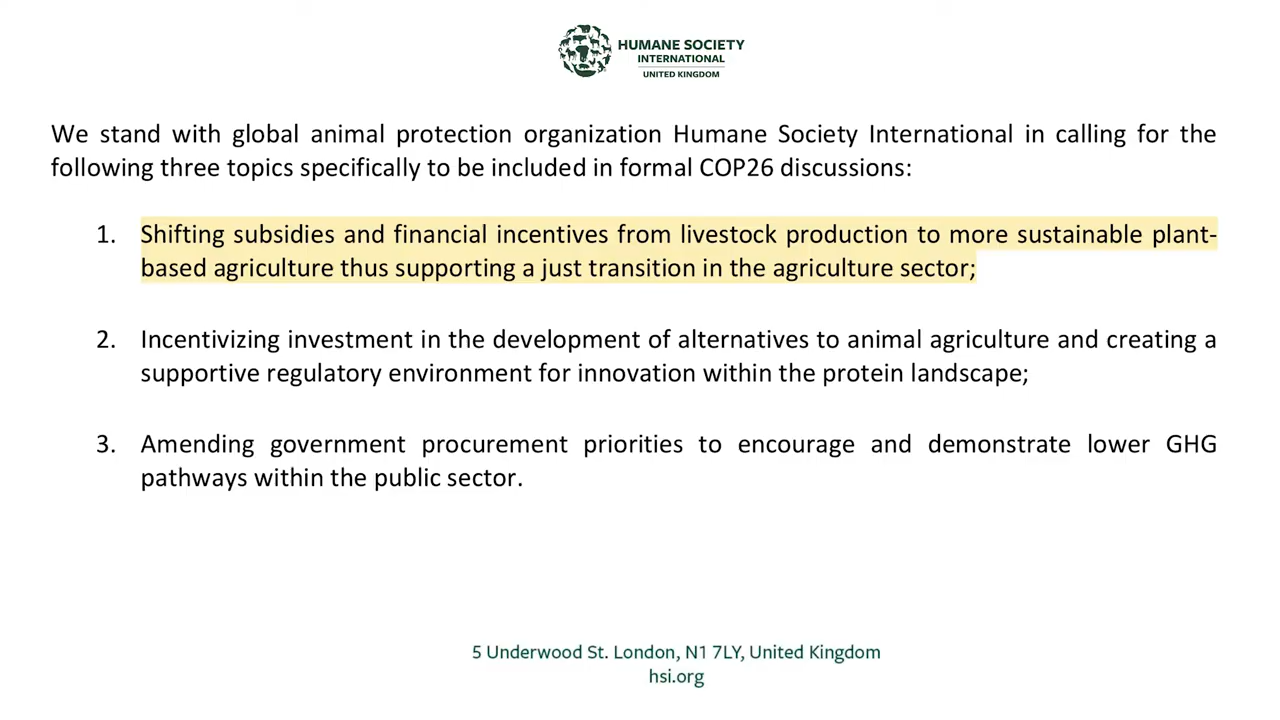 HUMANE SOCIETY
INTERNATIONAL
UNITED KINGDOM
We stand with global animal protection organization Humane Society International in calling for the
following three topics specifically to be included in formal COP26 discussions:
1. Shifting subsidies and financial incentives from livestock production to more sustainable plant-
based agriculture thus supporting a just transition in the agriculture sector;
2. Incentivizing investment in the development of alternatives to animal agriculture and creating a
supportive regulatory environment for innovation within the protein landscape;
3. Amending government procurement priorities to encourage and demonstrate lower GHG
pathways within the public sector.
5 Underwood St. London, N1 7LY, United Kingdom
hsi.org